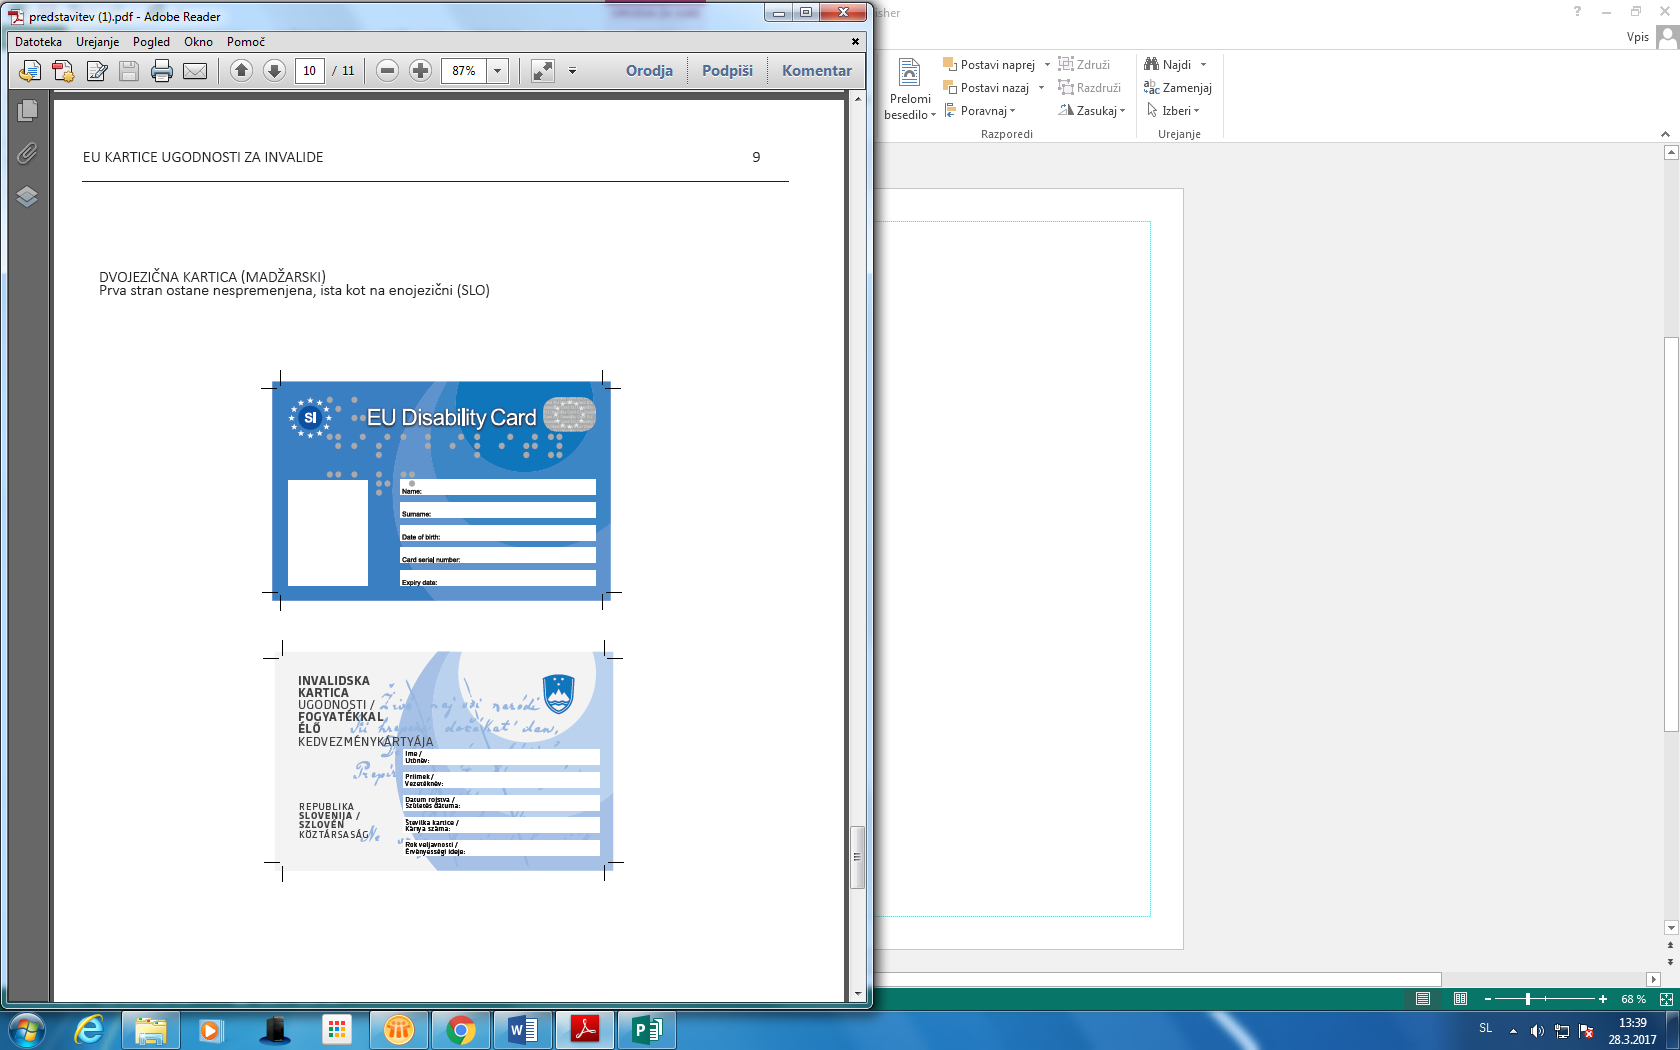 predstavitev (1).pdf - Adobe Reader
Datoteka Urejanje Pogled Okno Pomoč
10 / 11 87% Orodja Podpiši Komentar
EU KARTICE UGODNOSTI ZA INVALIDE 9
DVOJEZIČNA KARTICA (MADŽARSKI)
Prva stran ostane nespremenjena, ista kot na enojezični (SLO)
SI
EU Disability Card
Name:
Surname:
Date of birth:
Card serial number:
Expiry date:
INVALIDSKA
KARTICA
UGODNOSTI /
FOGYATÉKKAL
ÉLŐ
KEDVEZMÉNYKÁRTYÁJA
Ime /
Utónév:
Priimek /
Vezetéknév:
Datum rojstva /
Születés dátuma:
Številka kartice /
Kártya száma:
Rok veljavnosti /
Érvényességi ideje:
REPUBLIKA
SLOVENIJA /
SZLOVÉN
KÖZTÁRSASÁG
isher
Vpis
Prelomi
besedilo
Postavi naprej
Postavi nazaj
Poravnaj
Združi
Razdruži
Zasukaj
Razporedi
Najdi
Zamenjaj
Izberi
Urejanje
68 %
SL
13:39
28.3.2017